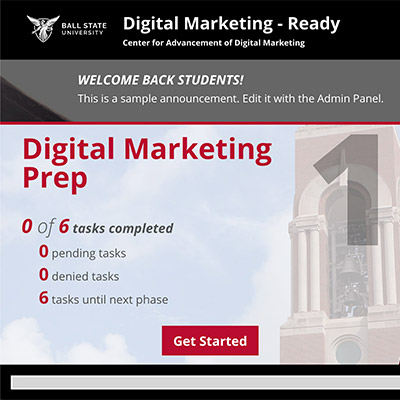 BALL STATE
UNIVERSITY
Digital Marketing - Ready
Center for Advancement of Digital Marketing
WELCOME BACK STUDENTS!
This is a sample announcement. Edit it with the Admin Panel.
Digital Marketing
Prep
1
0 of 6 tasks completed
0 pending tasks
0 denied tasks
6 tasks until next phase
Get Started